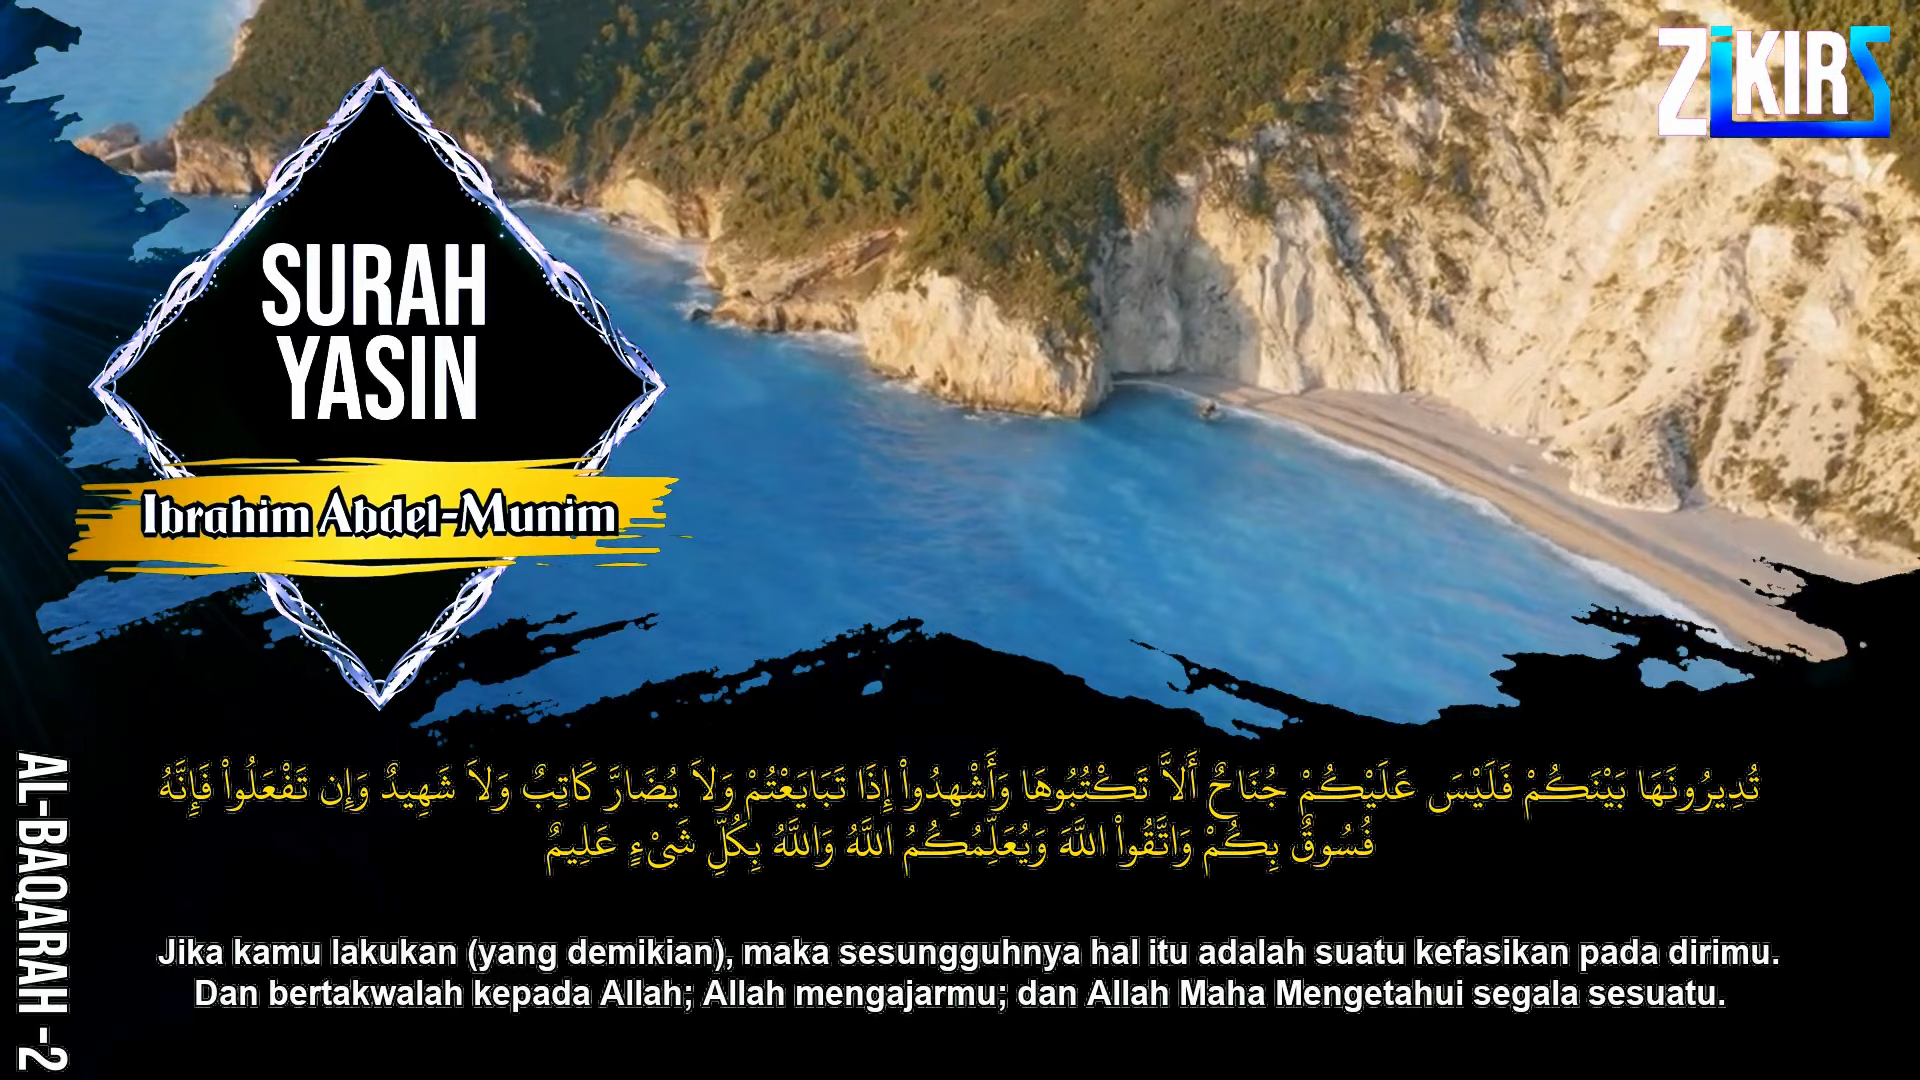 ZiKIRS
SURAH
YASIN
Ibrahim Abdel-Munim
تُدِيرُونَهَا بَيْنَكُمْ فَلَيْسَ عَلَيْكُمْ جُنَاحٌ أَلاَّ تَكْتُبُوهَا وَأَشْهِدُواْ إِذَا تَبَايَعْتُمْ وَلاَ يُضَارَّ كَاتِبٌ وَلاَ شَهِيدٌ وَإِن تَفْعَلُواْ فَإِنَّهُ
فُسُوقٌ بِكُمْ وَاتَّقُواْ اللَّهَ وَيُعَلِّمُكُمُ اللَّهُ وَاللَّهُ بِكُلِّ شَىْءٍ عَلِيمٌ
Jika kamu lakukan (yang demikian), maka sesungguhnya hal itu adalah suatu kefasikan pada dirimu.
Dan bertakwalah kepada Allah; Allah mengajarmu; dan Allah Maha Mengetahui segala sesuatu.
AL-BAQARAH -2